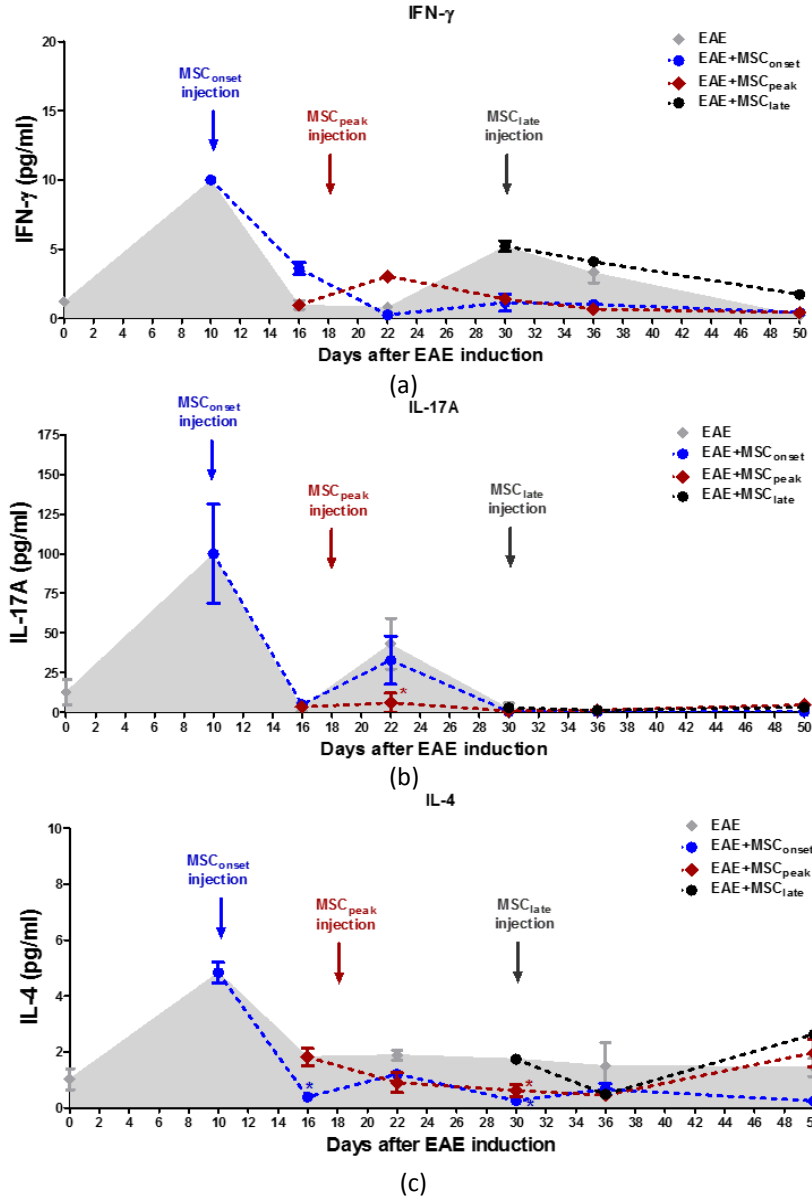 IFN-γ
EAE
EAE+MSConset
EAE+MSCpeak
EAE+MSClate
MSConset
injection
MSCpeak
injection
MSClate
injection
IFN-γ (pg/ml)
20
15
10
5
0
0 2 4 6 8 10 12 14 16 18 20 22 24 26 28 30 32 34 36 38 40 42 44 46 48 50
Days after EAE induction
(a)
IL-17A
MSConset
injection
EAE
EAE+MSConset
EAE+MSCpeak
EAE+MSClate
MSCpeak
injection
MSClate
injection
IL-17A (pg/ml)
175
150
125
100
75
50
25
0
*
0 2 4 6 8 10 12 14 16 18 20 22 24 26 28 30 32 34 36 38 40 42 44 46 48 50
Days after EAE induction
(b)
IL-4
EAE
EAE+MSConset
EAE+MSCpeak
EAE+MSClate
MSConset
injection
MSCpeak
injection
MSClate
injection
IL-4 (pg/ml)
10
8
6
4
2
0
* *
*
0 2 4 6 8 10 12 14 16 18 20 22 24 26 28 30 32 34 36 38 40 42 44 46 48 50
Days after EAE induction
(c)